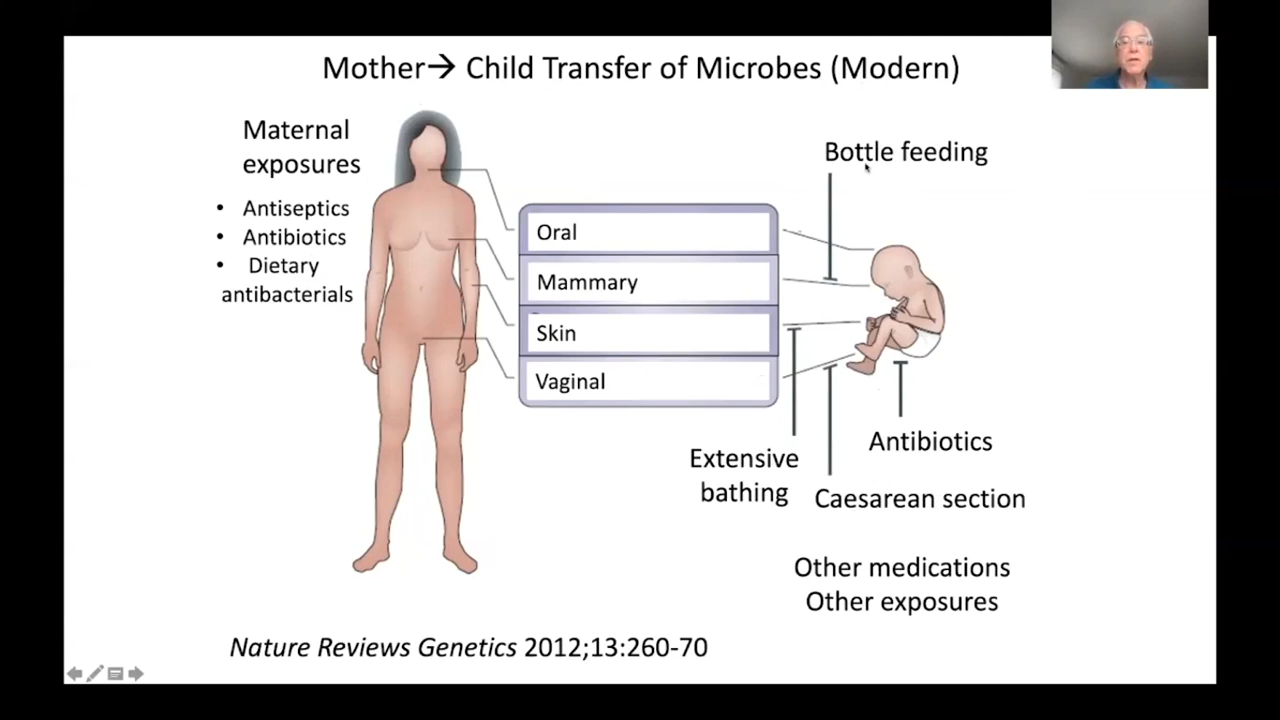 Mother→ Child Transfer of Microbes (Modern)
Maternal
exposures
• Antiseptics
• Antibiotics
• Dietary
antibacterials
Oral
Mammary
Skin
Vaginal
Bottle feeding
Extensive
bathing
Antibiotics
Caesarean section
Other medications
Other exposures
Nature Reviews Genetics 2012;13:260-70